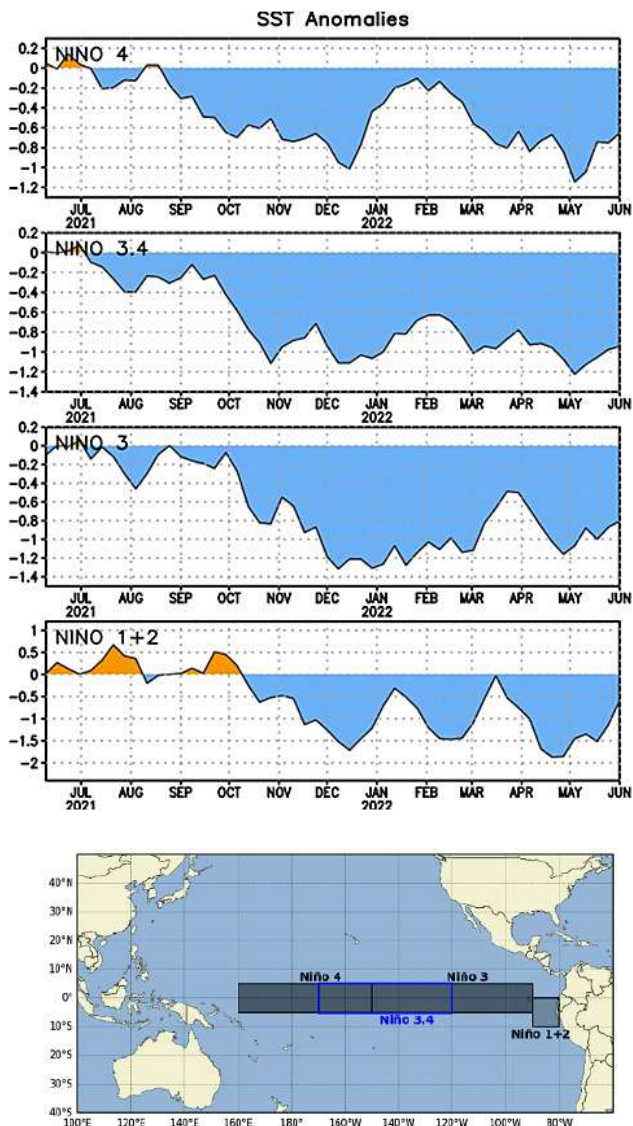 SST Anomalies
NINO 4
0.2
0
−0.2
−0.4
−0.6
−0.8
−1
−1.2
JUL AUG SEP OCT NOV DEC JAN FEB MAR APR MAY JUN
2021 2022
NINO 3.4
0.2
0
−0.2
−0.4
−0.6
−0.8
−1
−1.2
−1.4
JUL AUG SEP OCT NOV DEC JAN FEB MAR APR MAY JUN
2021 2022
NINO 3
0.2
0
−0.2
−0.4
−0.6
−0.8
−1
−1.2
−1.4
JUL AUG SEP OCT NOV DEC JAN FEB MAR APR MAY JUN
2021 2022
NINO 1+2
1
0.5
0
−0.5
−1
−1.5
−2
JUL AUG SEP OCT NOV DEC JAN FEB MAR APR MAY JUN
2021 2022
40°N
30°N
20°N
10°N
Niño 4 Niño 3
0°
Niño 3.4
10°S
Niño 1+2
20°S
30°S
40°S
100°E 120°E 140°E 160°E 180° 160°W 140°W 120°W 100°W 80°W